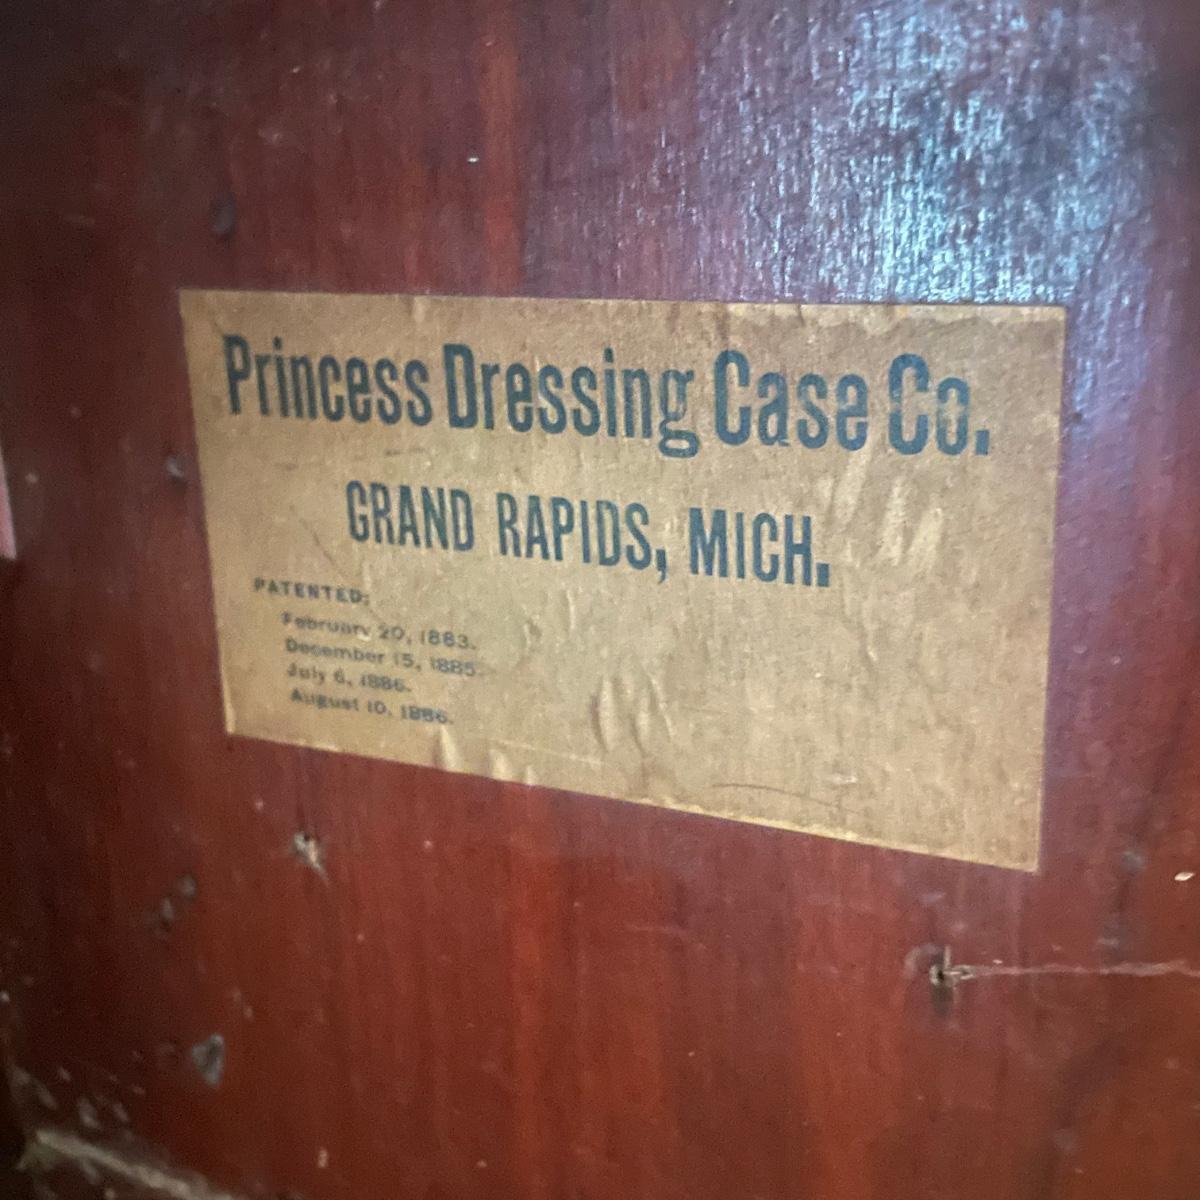 Princess Dressing Case Co.
GRAND RAPIDS, MICH.
PATENTED:
February 20, 1883.
December 15, 1885.
July 6, 1886.
August 10, 1886.